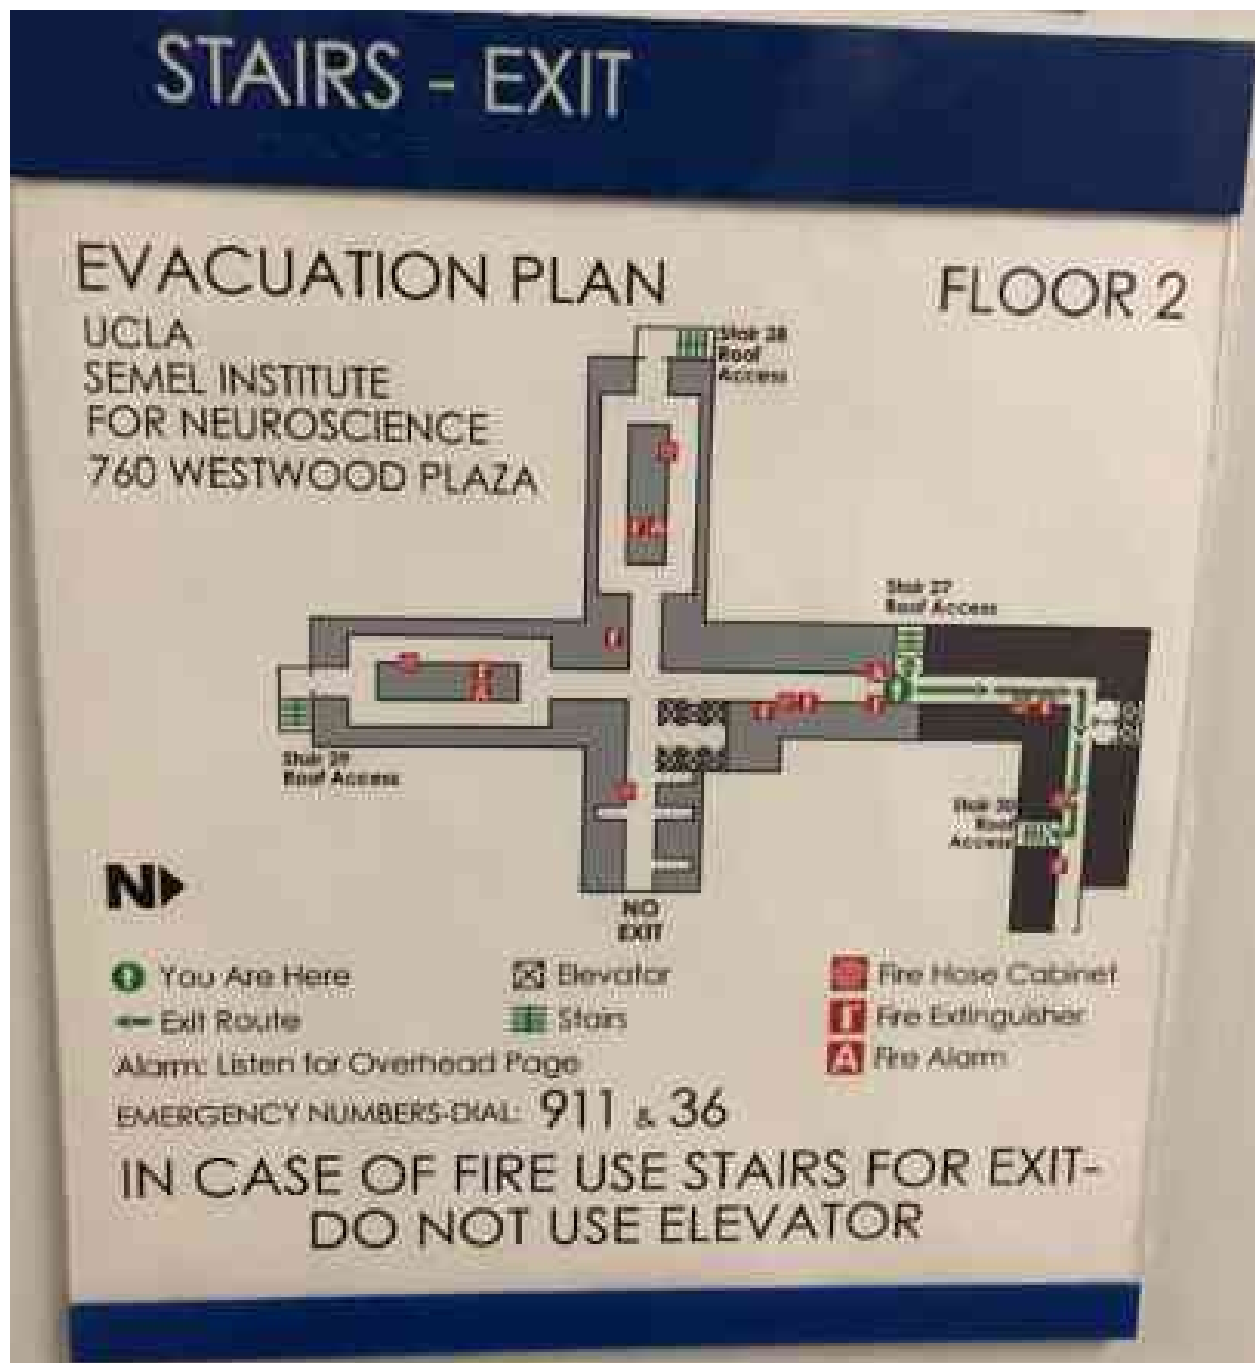 STAIRS - EXIT
EVACUATION PLAN
FLOOR 2
UCLA
SEMEL INSTITUTE
FOR NEUROSCIENCE
760 WESTWOOD PLAZA
Stair 28
Roof
Access
Stair 27
Roof Access
Stair 29
Roof Access
Stair 30
Roof
Access
N
NO
EXIT
You Are Here
Exit Route
Elevator
Stairs
Fire Hose Cabinet
Fire Extinguisher
A Fire Alarm
Alarm: Listen for Overhead Page
EMERGENCY NUMBERS-DIAL: 911 & 36
IN CASE OF FIRE USE STAIRS FOR EXIT-
DO NOT USE ELEVATOR